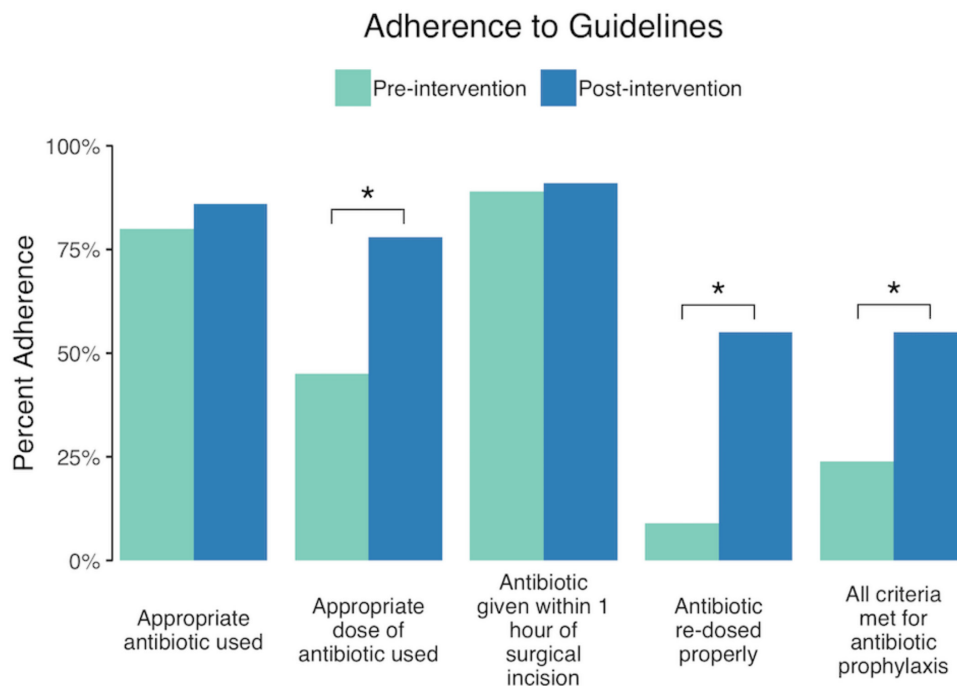 Adherence to Guidelines
Pre-intervention
Post-intervention
Percent Adherence
100%
75%
50%
25%
0%
*
*
*
Appropriate
antibiotic used
Appropriate
dose of
antibiotic used
Antibiotic
given within 1
hour of
surgical
incision
Antibiotic
re-dosed
properly
All criteria
met for
antibiotic
prophylaxis